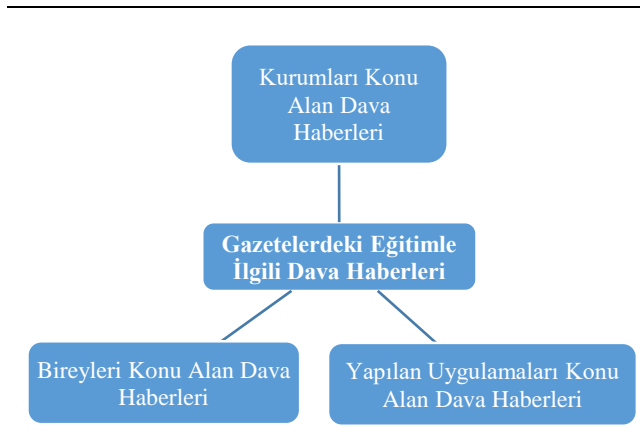 Kurumları Konu
Alan Dava
Haberleri
Gazetelerdeki Eğitimle
İlgili Dava Haberleri
Bireyleri Konu Alan Dava
Haberleri
Yapılan Uygulamaları Konu
Alan Dava Haberleri